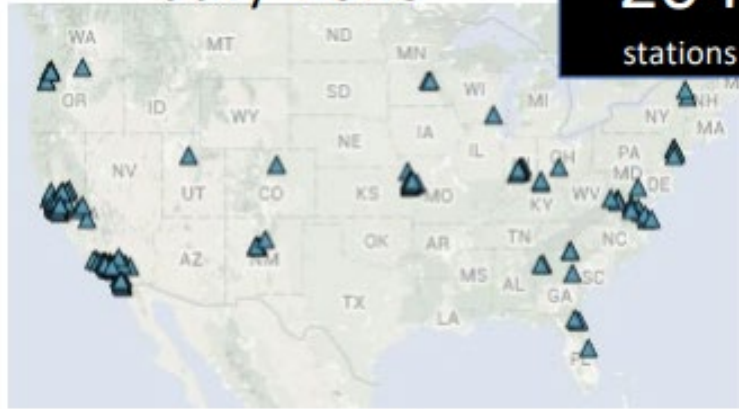 stations
WA
MT
ND
MN
OR
ID
SD
WI
MI
NH
WY
NY
MA
NV
NE
IA
IL
OH
PA
UT
CO
KS
MO
KY
WV
MD
DE
AZ
NM
OK
AR
TN
NC
TX
MS
AL
GA
SC
LA
FL